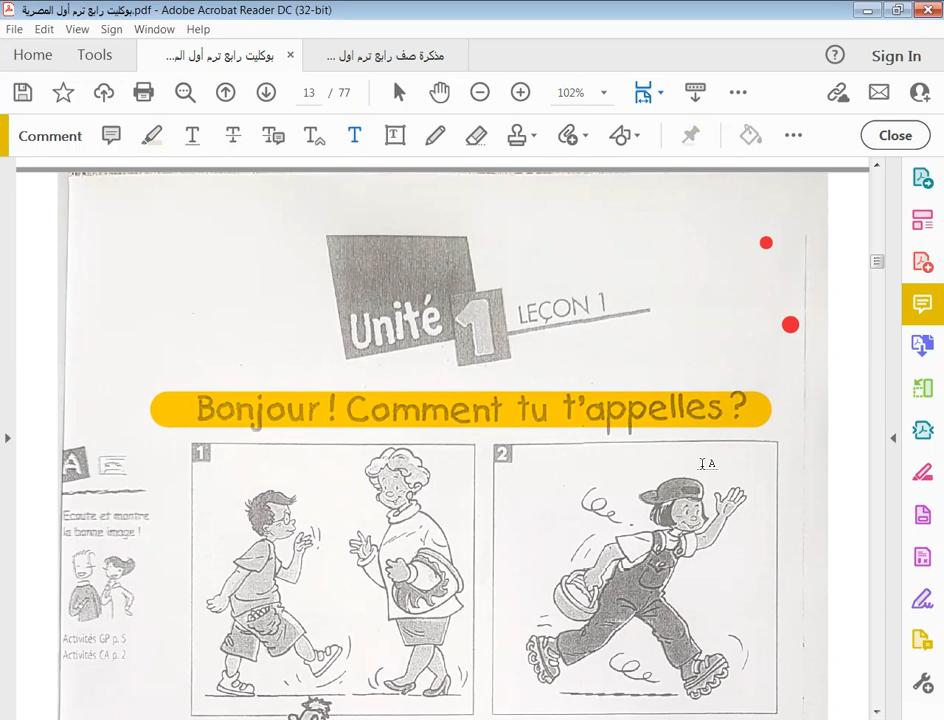 بوكليت رابع ترم أول المصرية.pdf - Adobe Acrobat Reader DC (32-bit)
File Edit View Sign Window Help
Home Tools بوكليت رابع ترم أول الم... × مذكرة صف رابع ترم اول ... ? Sign In
13 / 77 102%
Comment Close
Unité 1 LEÇON 1
Bonjour ! Comment tu t'appelles ?
A
Ecoute et montre
la bonne image !
Activités GP p. 5
Activités CA p. 2
1
2
A